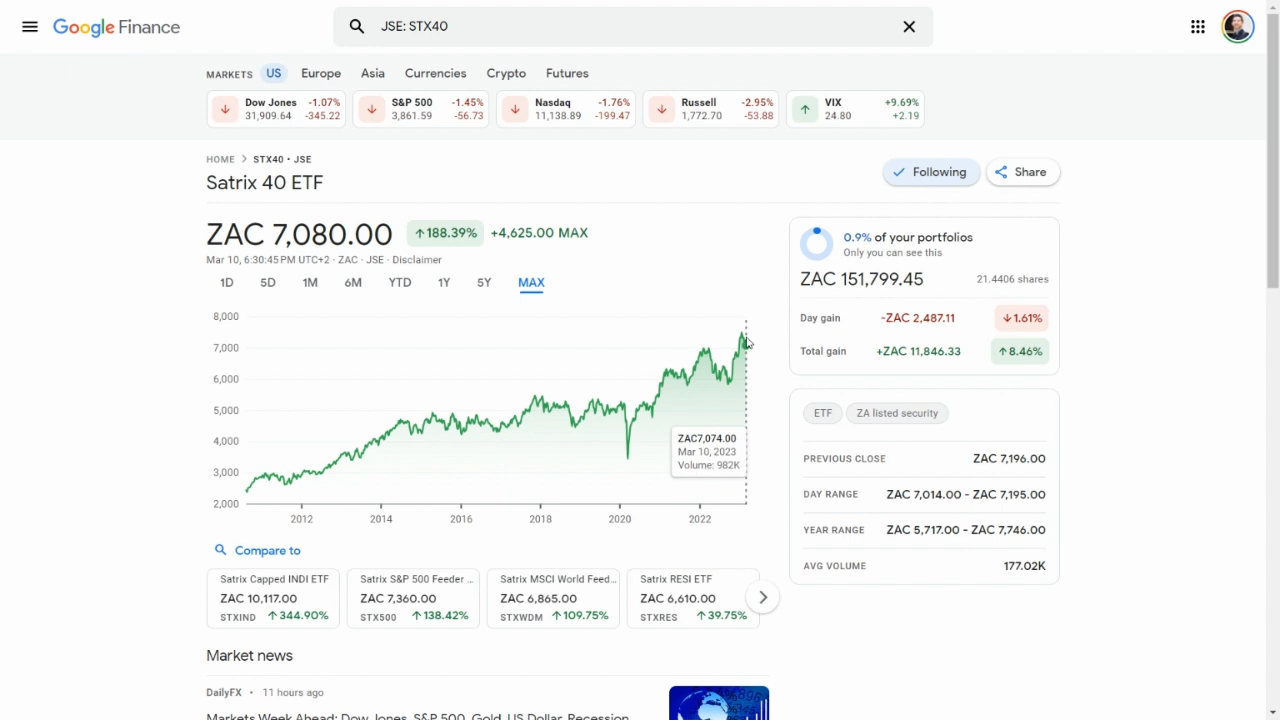 Google Finance
JSE: STX40
MARKETS US Europe Asia Currencies Crypto Futures
Dow Jones -1.07%
31,909.64 -345.22
S&P 500 -1.45%
3,861.59 -56.73
Nasdaq -1.76%
11,138.89 -199.47
Russell -2.95%
1,772.70 -53.88
VIX +9.69%
24.80 +2.19
HOME > STX40 • JSE
Satrix 40 ETF
Following
Share
ZAC 7,080.00 ↑188.39% +4,625.00 MAX
Mar 10, 6:30:45 PM UTC+2 · ZAC · JSE · Disclaimer
1D 5D 1M 6M YTD 1Y 5Y MAX
8,000
7,000
6,000
5,000
4,000
3,000
2,000
ZAC7,074.00
Mar 10, 2023
Volume: 982K
2012 2014 2016 2018 2020 2022
0.9% of your portfolios
Only you can see this
ZAC 151,799.45 21.4406 shares
Day gain -ZAC 2,487.11 ↓1.61%
Total gain +ZAC 11,846.33 ↑8.46%
ETF ZA listed security
PREVIOUS CLOSE ZAC 7,196.00
DAY RANGE ZAC 7,014.00 - ZAC 7,195.00
YEAR RANGE ZAC 5,717.00 - ZAC 7,746.00
AVG VOLUME 177.02K
Compare to
Satrix Capped INDI ETF
ZAC 10,117.00
STXIND ↑344.90%
Satrix S&P 500 Feeder ...
ZAC 7,360.00
STX500 ↑138.42%
Satrix MSCI World Feed...
ZAC 6,865.00
STXWDM ↑109.75%
Satrix RESI ETF
ZAC 6,610.00
STXRES ↑39.75%
Market news
DailyFX • 11 hours ago
Markets Week Ahead: Dow Jones, S&P 500, Gold, US Dollar, Recession